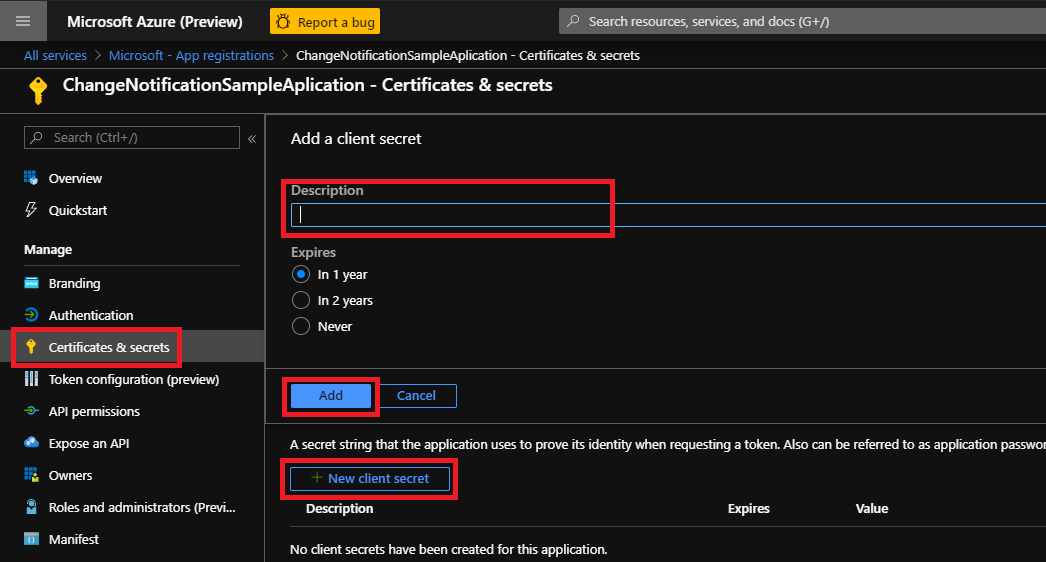 Microsoft Azure (Preview)
Report a bug
Search resources, services, and docs (G+/)
All services > Microsoft - App registrations > ChangeNotificationSampleAplication - Certificates & secrets
ChangeNotificationSampleAplication - Certificates & secrets
Search (Ctrl+/)
«
Overview
Quickstart
Manage
Branding
Authentication
Certificates & secrets
Token configuration (preview)
API permissions
Expose an API
Owners
Roles and administrators (Previ...
Manifest
Add a client secret
Description
Expires
In 1 year
In 2 years
Never
Add
Cancel
A secret string that the application uses to prove its identity when requesting a token. Also can be referred to as application passwor
+ New client secret
Description Expires Value
No client secrets have been created for this application.